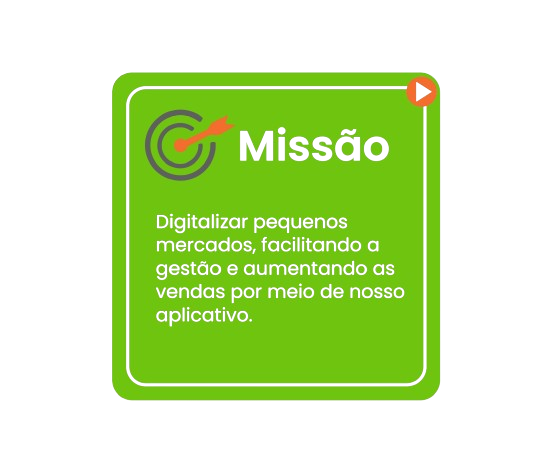 Missão
Digitalizar pequenos
mercados, facilitando a
gestão e aumentando as
vendas por meio de nosso
aplicativo.